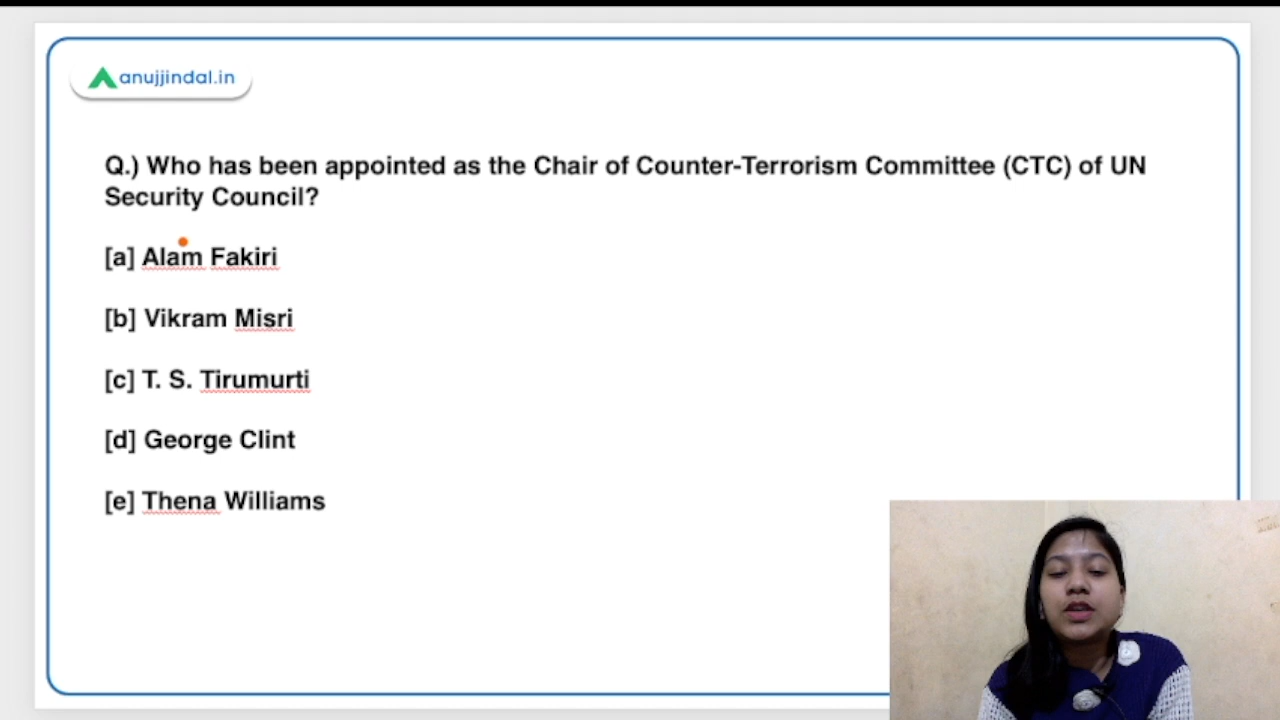 anujjindal.in
Q.) Who has been appointed as the Chair of Counter-Terrorism Committee (CTC) of UN
Security Council?
[a] Alam Fakiri
[b] Vikram Misri
[c] T. S. Tirumurti
[d] George Clint
[e] Thena Williams